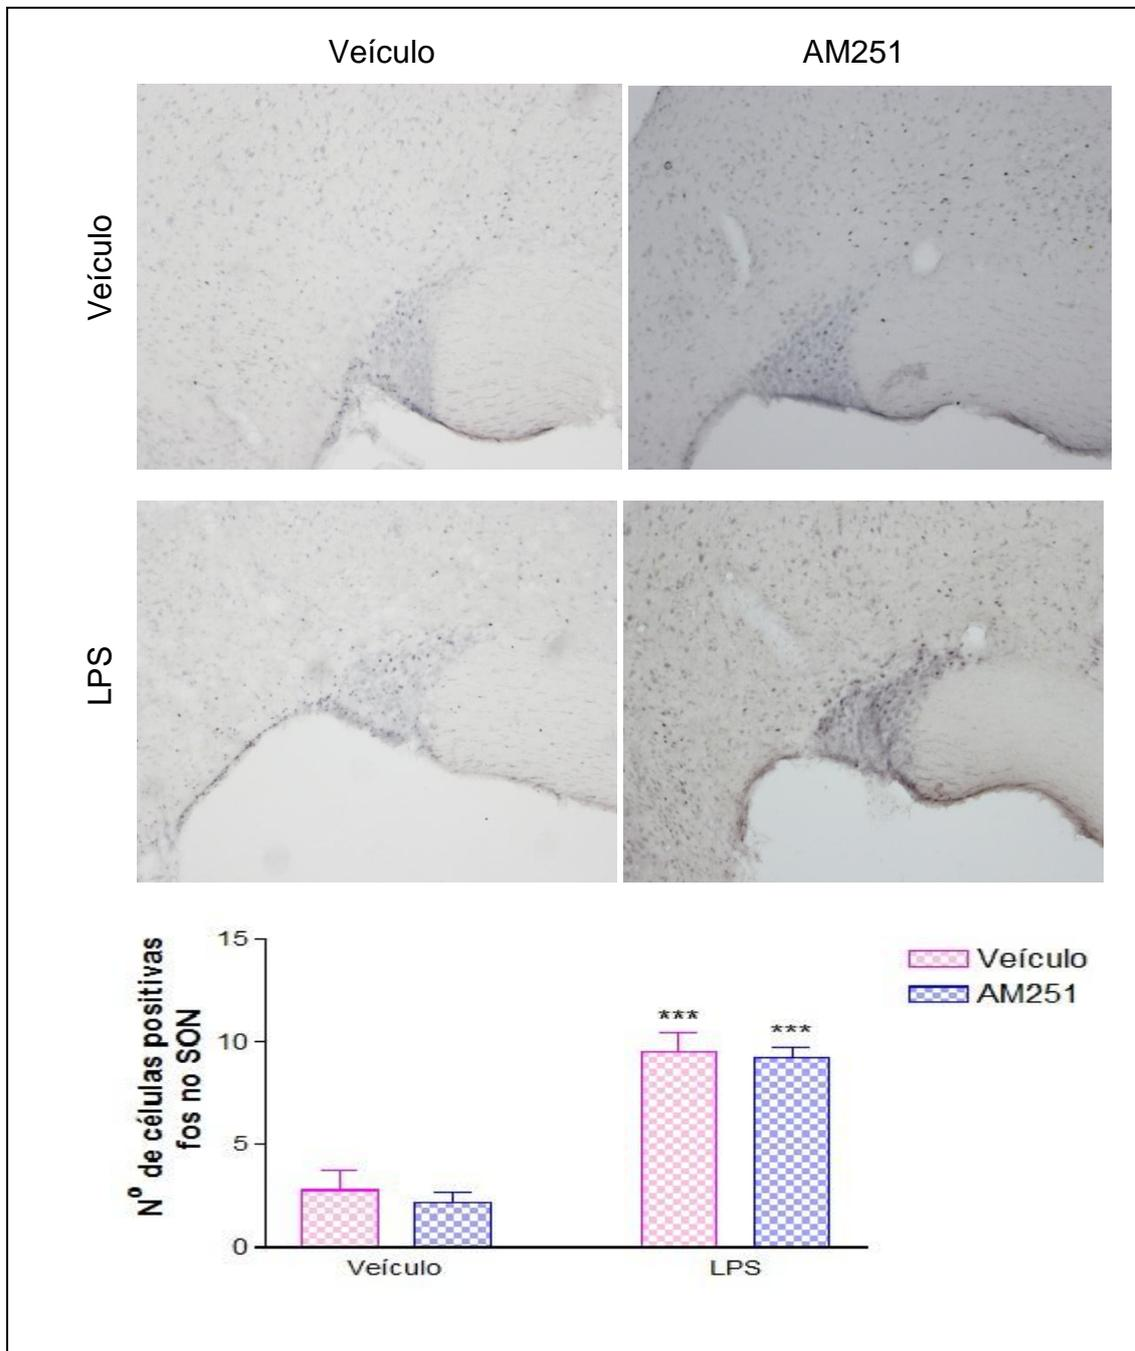 Veículo
AM251
Veículo
LPS
Nº de células positivas
fos no SON
15
10
5
0
***
***
Veículo
LPS
Veículo
AM251